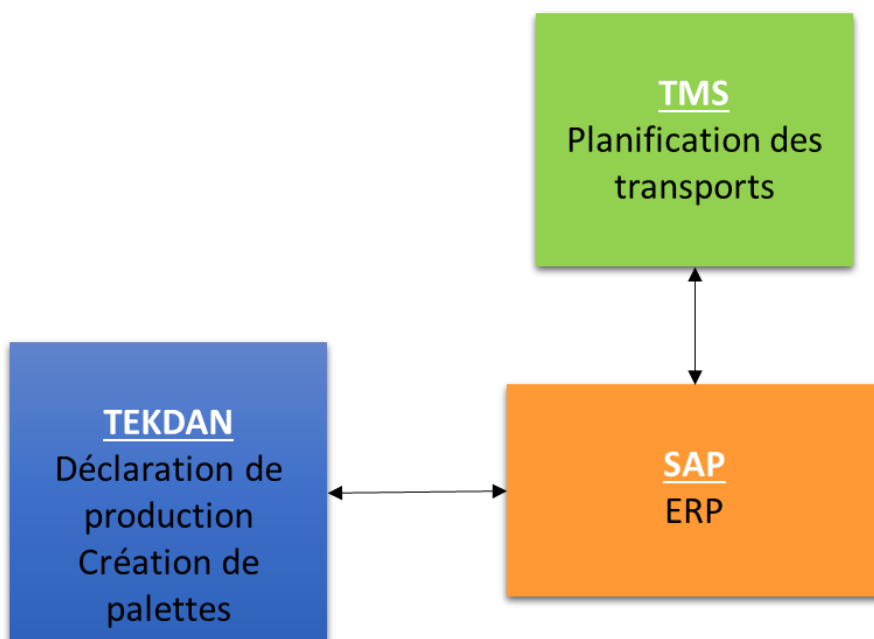 TMS
Planification des
transports
TEKDAN
Déclaration de
production
Création de
palettes
SAP
ERP